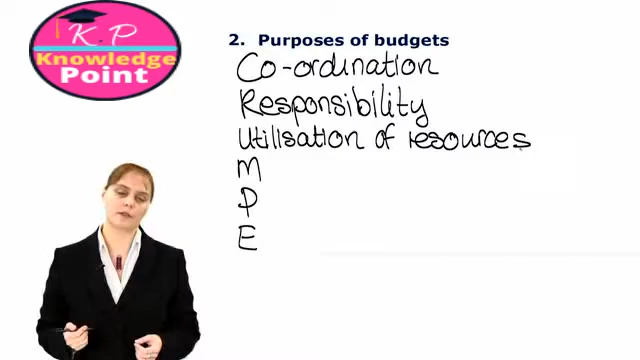 K.P
Knowledge
Point
2. Purposes of budgets
Co-ordination
Responsibility
Utilisation of resources
M
P
E